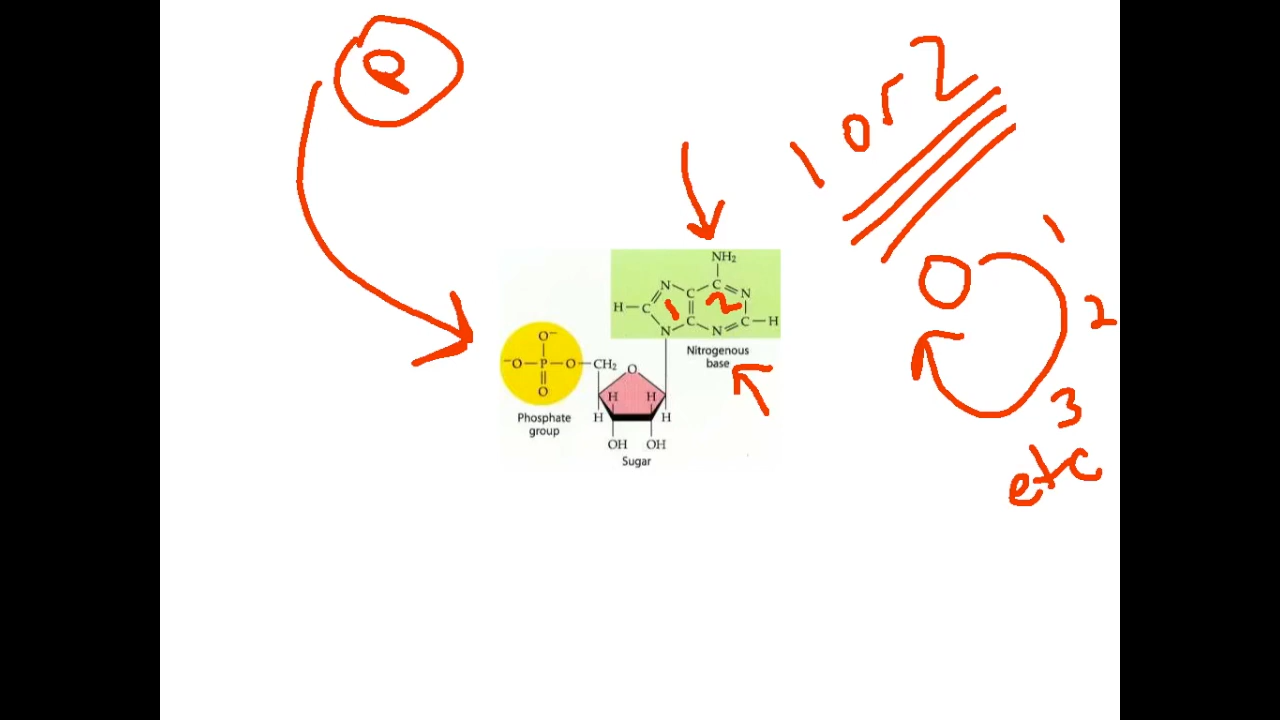 P
1 or 2
1
2
3
etc
NH₂
N
C
N
H
C
1
C
2
C
C
H
N
N
Nitrogenous
base
O⁻
⁻O
P
O
CH₂
O
O
H
H
H
H
OH
OH
Phosphate
group
Sugar